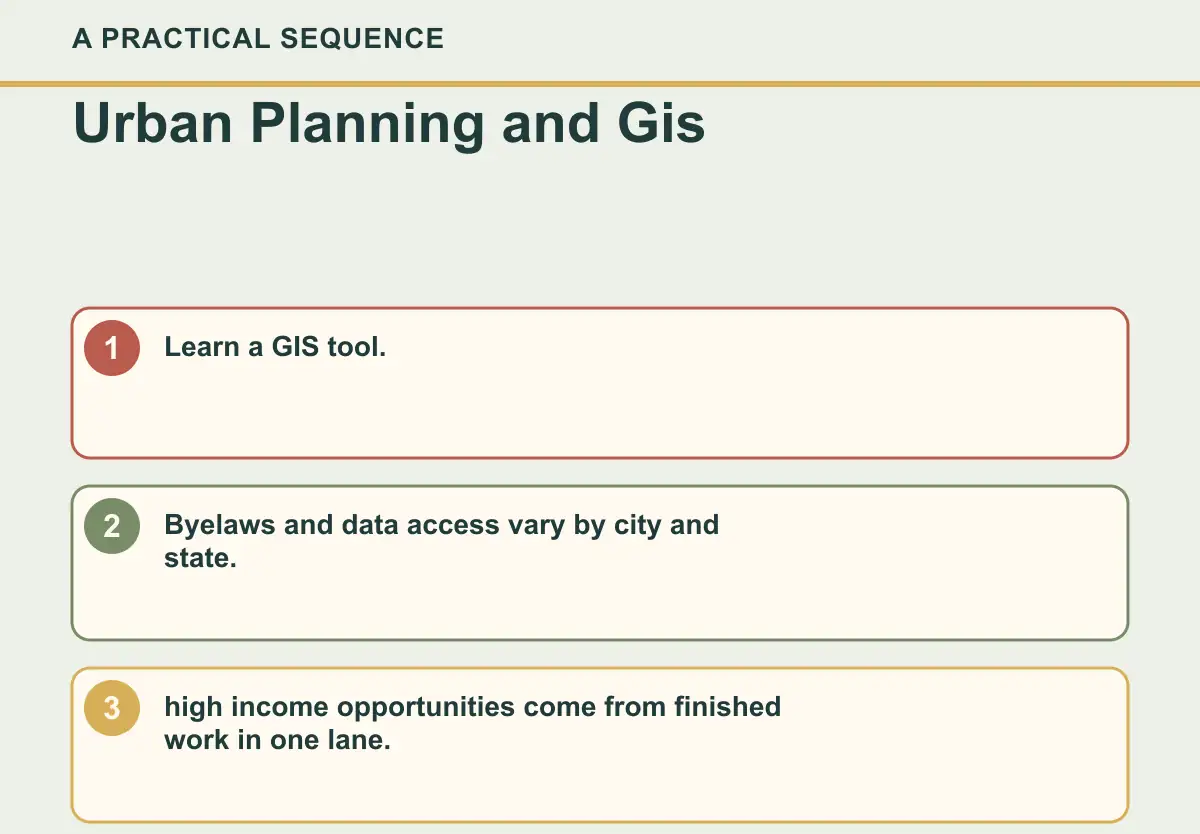 A PRACTICAL SEQUENCE
Urban Planning and Gis
1
Learn a GIS tool.
2
Byelaws and data access vary by city and
state.
3
high income opportunities come from finished
work in one lane.